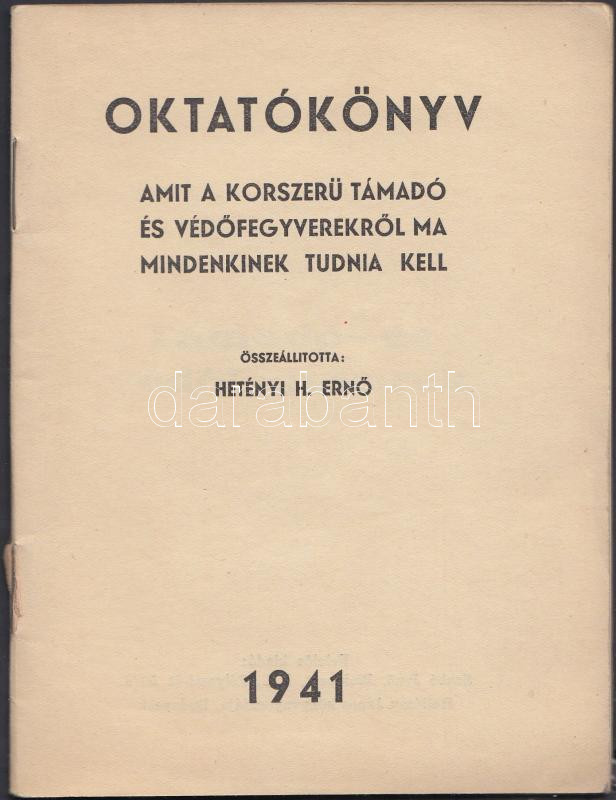 OKTATÓKÖNYV
AMIT A KORSZERÜ TÁMADÓ
ÉS VÉDŐFEGYVEREKRŐL MA
MINDENKINEK TUDNIA KELL
ÖSSZEÁLLITOTTA:
HETÉNYI H. ERNŐ
darabanth
1941